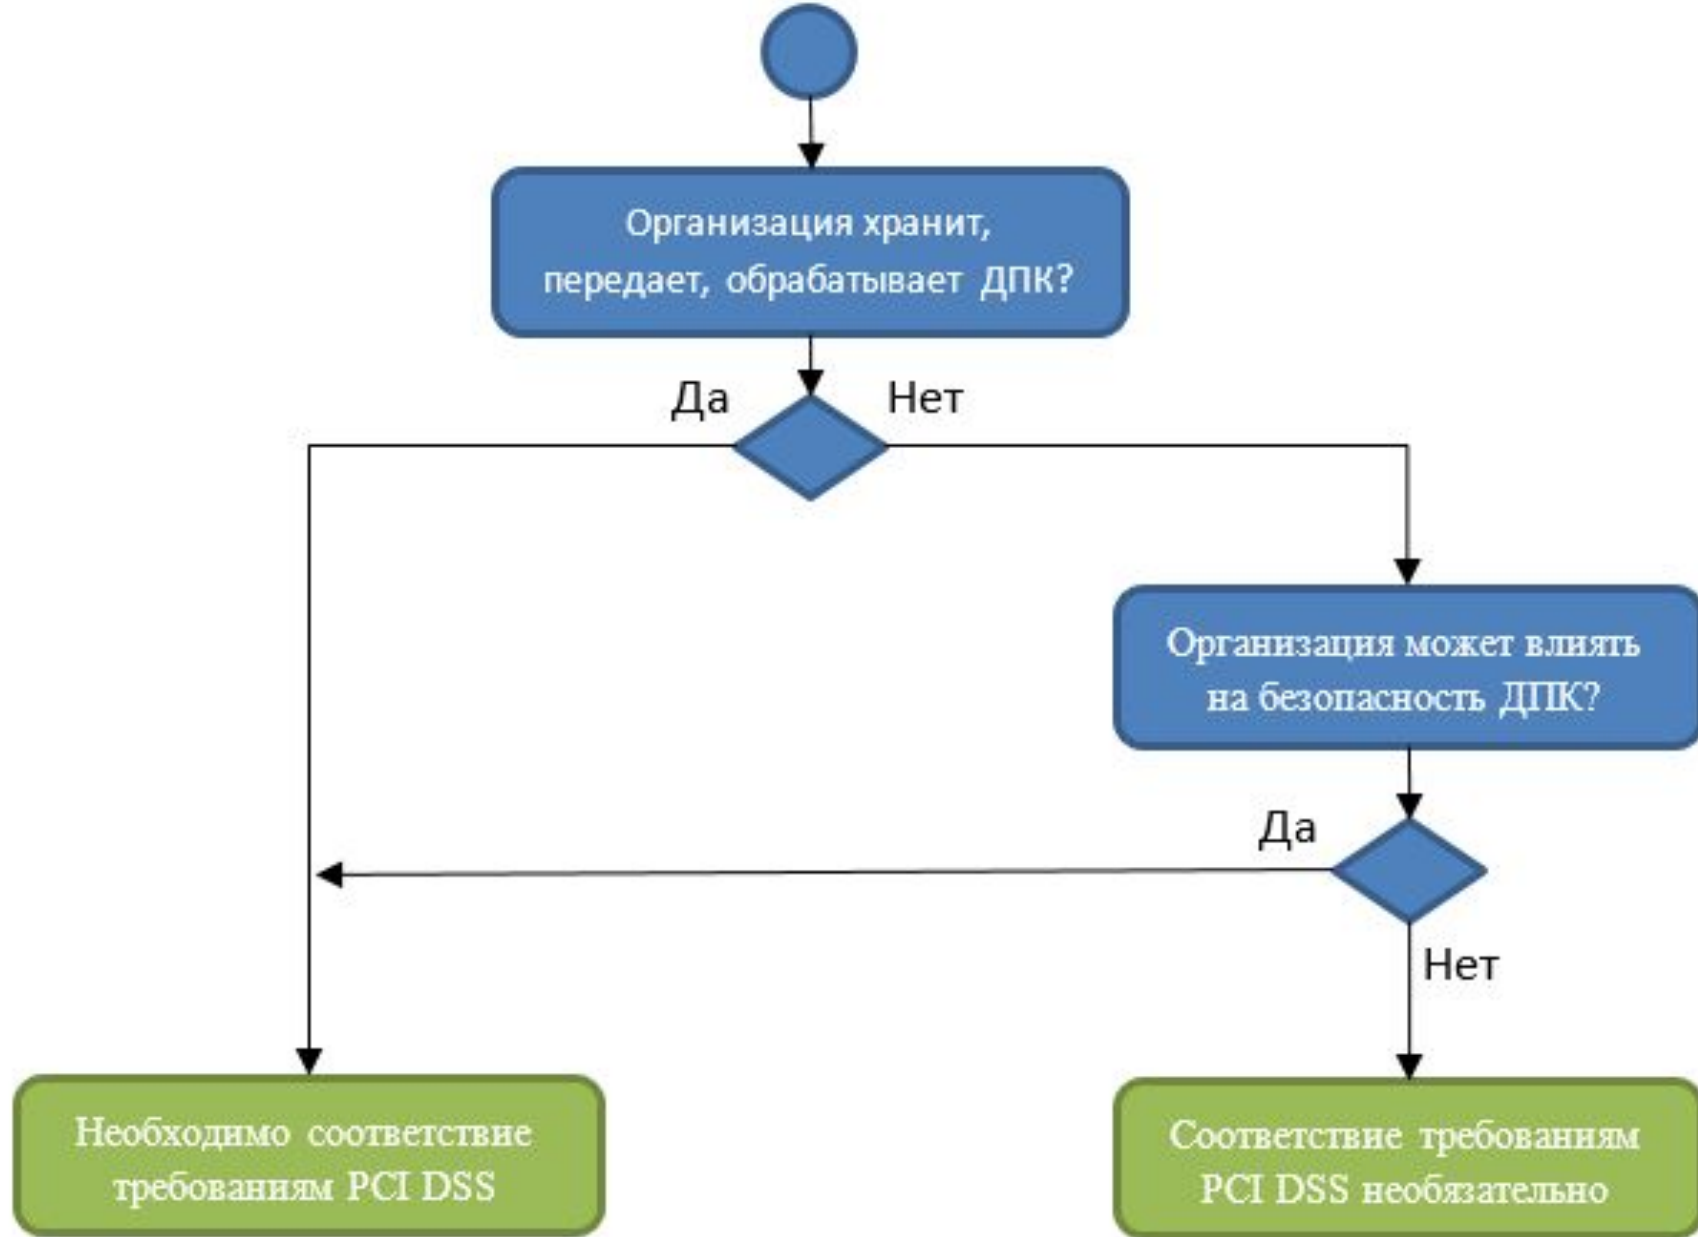 Организация хранит,
передает, обрабатывает ДПК?
Да
Нет
Организация может влиять
на безопасность ДПК?
Да
Нет
Необходимо соответствие
требованиям PCI DSS
Соответствие требованиям
PCI DSS необязательно